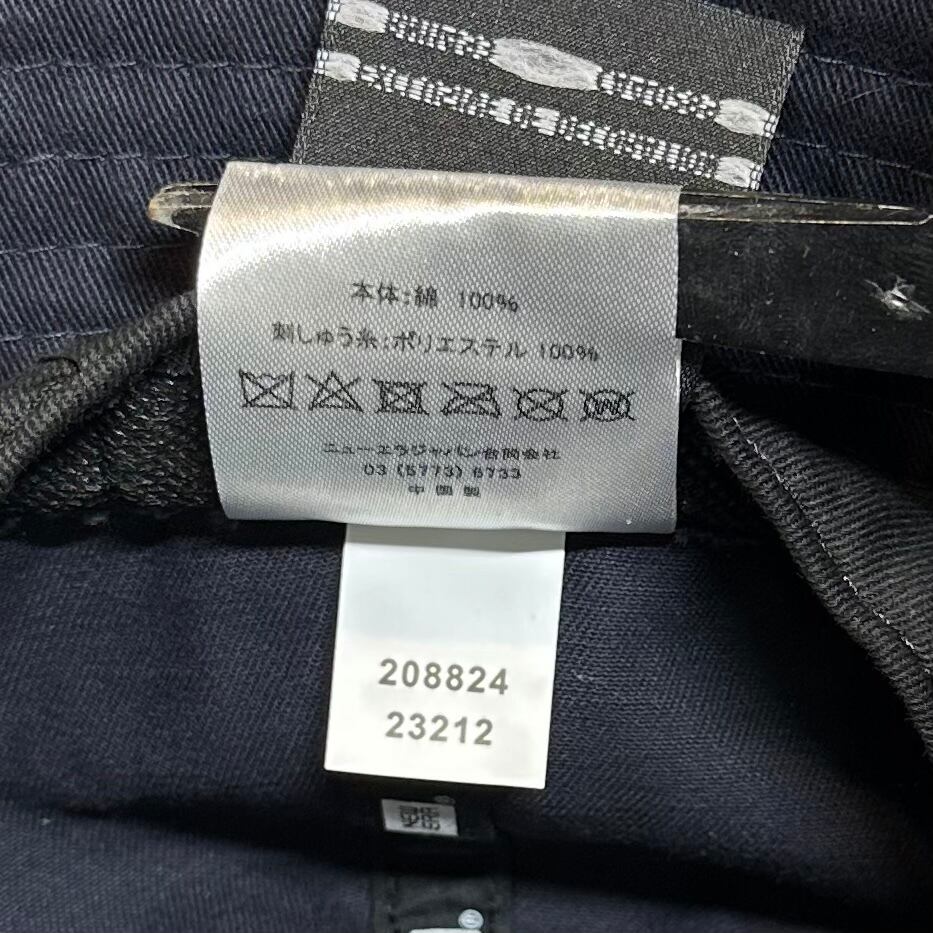 本体:綿 100%
刺しゅう糸:ポリエステル 100%
ニューエラジャパン合同会社
03 (5773) 6733
中国製
208824
23212